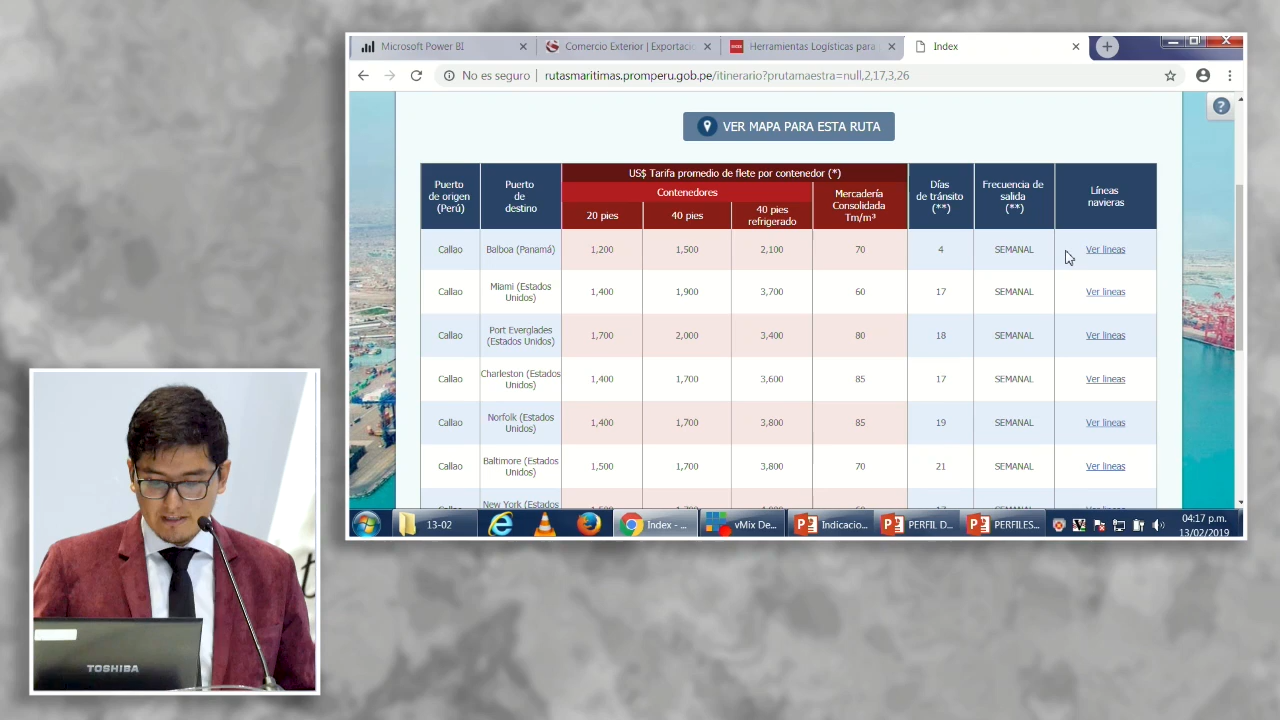 Microsoft Power BI
Comercio Exterior | Exportacio
Herramientas Logísticas para
Index
No es seguro | rutasmaritimas.promperu.gob.pe/itinerario?prutamaestra=null,2,17,3,26
?
VER MAPA PARA ESTA RUTA
Puerto
de origen
(Perú)
Puerto
de
destino
US$ Tarifa promedio de flete por contenedor (*)
Contenedores
20 pies
40 pies
40 pies
refrigerado
Mercadería
Consolidada
Tm/m³
Días
de tránsito
(**)
Frecuencia de
salida
(**)
Líneas
navieras
Callao Balboa (Panamá) 1,200 1,500 2,100 70 4 SEMANAL Ver lineas
Callao Miami (Estados
Unidos) 1,400 1,900 3,700 60 17 SEMANAL Ver lineas
Callao Port Everglades
(Estados Unidos) 1,700 2,000 3,400 80 18 SEMANAL Ver lineas
Callao Charleston (Estados
Unidos) 1,400 1,700 3,600 85 17 SEMANAL Ver lineas
Callao Norfolk (Estados
Unidos) 1,400 1,700 3,800 85 19 SEMANAL Ver lineas
Callao Baltimore (Estados
Unidos) 1,500 1,700 3,800 70 21 SEMANAL Ver lineas
New York (Estados
13-02
Index - ...
vMix De...
Indicacio...
PERFIL D...
PERFILES...
04:17 p.m.
13/02/2019
TOSHIBA